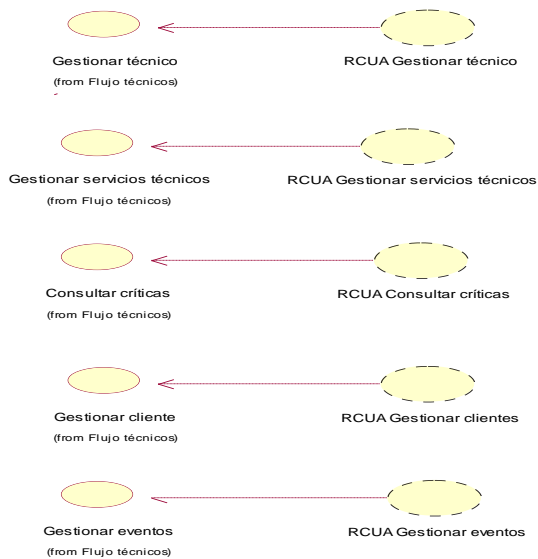 Gestionar técnico
RCUA Gestionar técnico
(from Flujo técnicos)
Gestionar servicios técnicos
RCUA Gestionar servicios técnicos
(from Flujo técnicos)
Consultar críticas
RCUA Consultar críticas
(from Flujo técnicos)
Gestionar cliente
RCUA Gestionar clientes
(from Flujo técnicos)
Gestionar eventos
RCUA Gestionar eventos
(from Flujo técnicos)